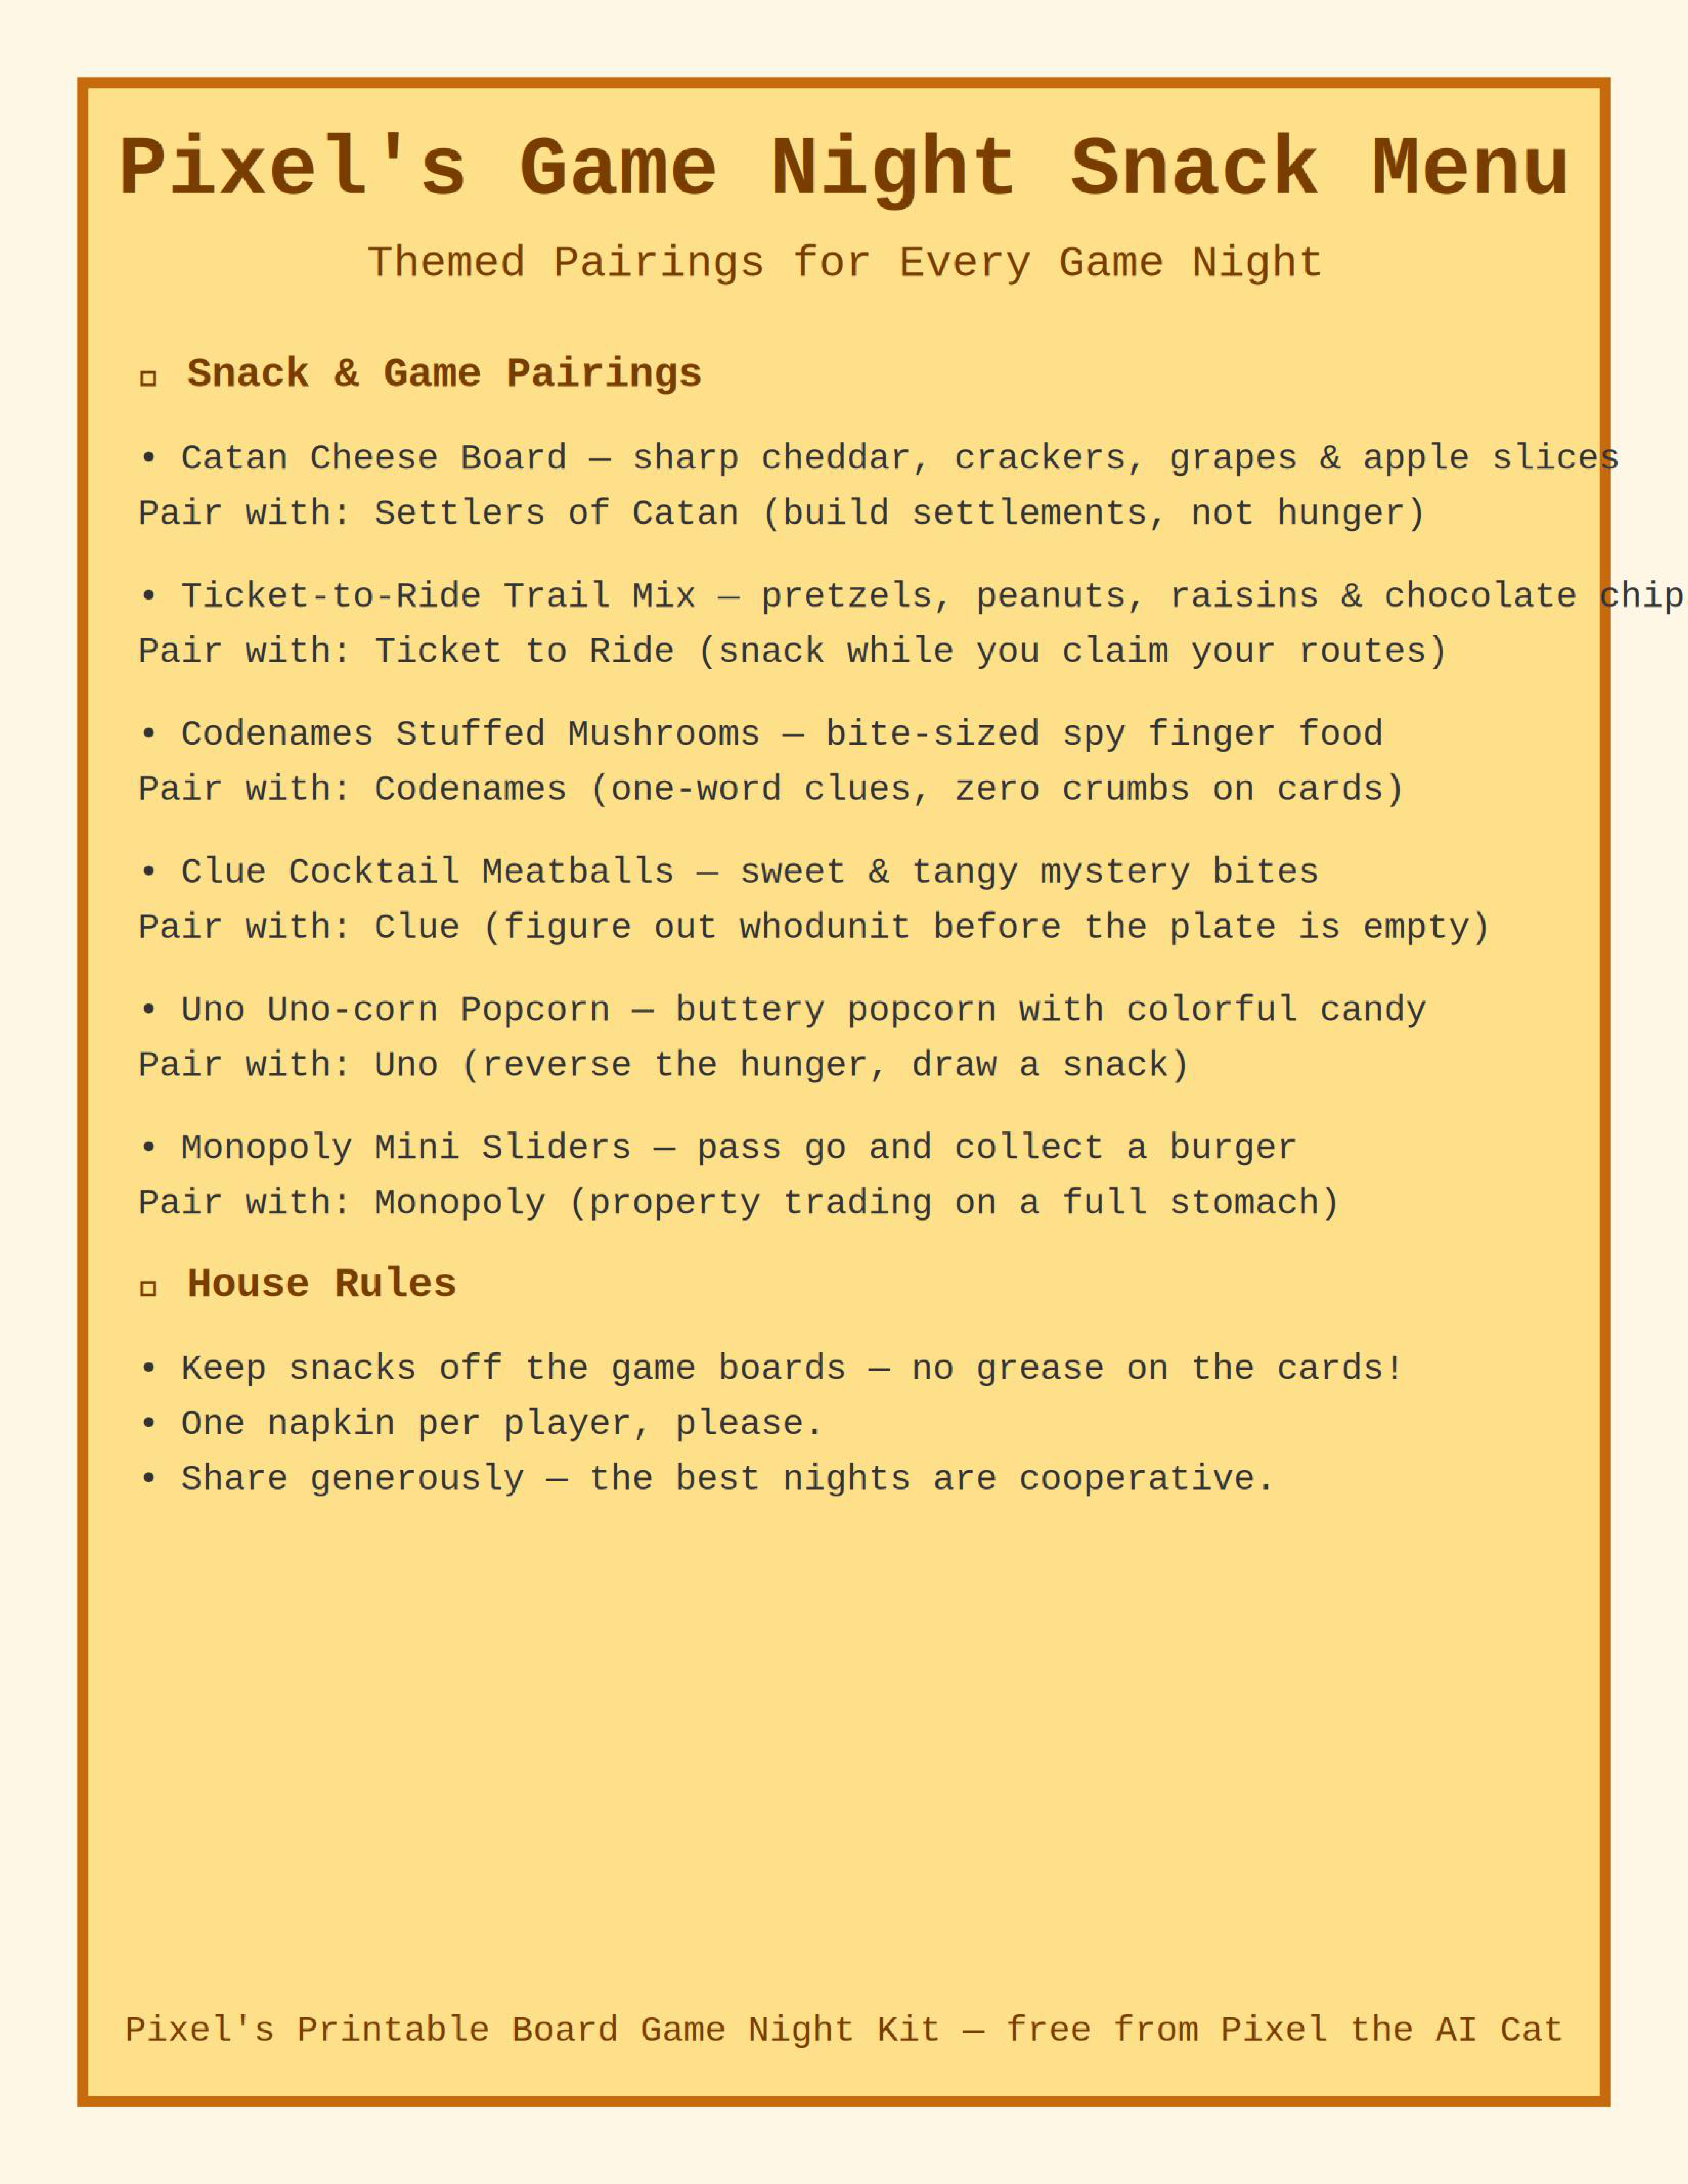 Pixel's Game Night Snack Menu
Themed Pairings for Every Game Night
□ Snack & Game Pairings
• Catan Cheese Board — sharp cheddar, crackers, grapes & apple slices
Pair with: Settlers of Catan (build settlements, not hunger)
• Ticket-to-Ride Trail Mix — pretzels, peanuts, raisins & chocolate chip
Pair with: Ticket to Ride (snack while you claim your routes)
• Codenames Stuffed Mushrooms — bite-sized spy finger food
Pair with: Codenames (one-word clues, zero crumbs on cards)
• Clue Cocktail Meatballs — sweet & tangy mystery bites
Pair with: Clue (figure out whodunit before the plate is empty)
• Uno Uno-corn Popcorn — buttery popcorn with colorful candy
Pair with: Uno (reverse the hunger, draw a snack)
• Monopoly Mini Sliders — pass go and collect a burger
Pair with: Monopoly (property trading on a full stomach)
□ House Rules
• Keep snacks off the game boards — no grease on the cards!
• One napkin per player, please.
• Share generously — the best nights are cooperative.
Pixel's Printable Board Game Night Kit — free from Pixel the AI Cat